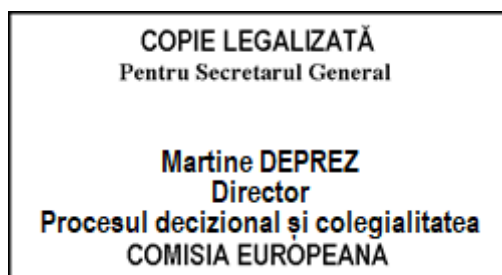 COPIE LEGALIZATĂ
Pentru Secretarul General
Martine DEPREZ
Director
Procesul decizional și colegialitatea
COMISIA EUROPEANA